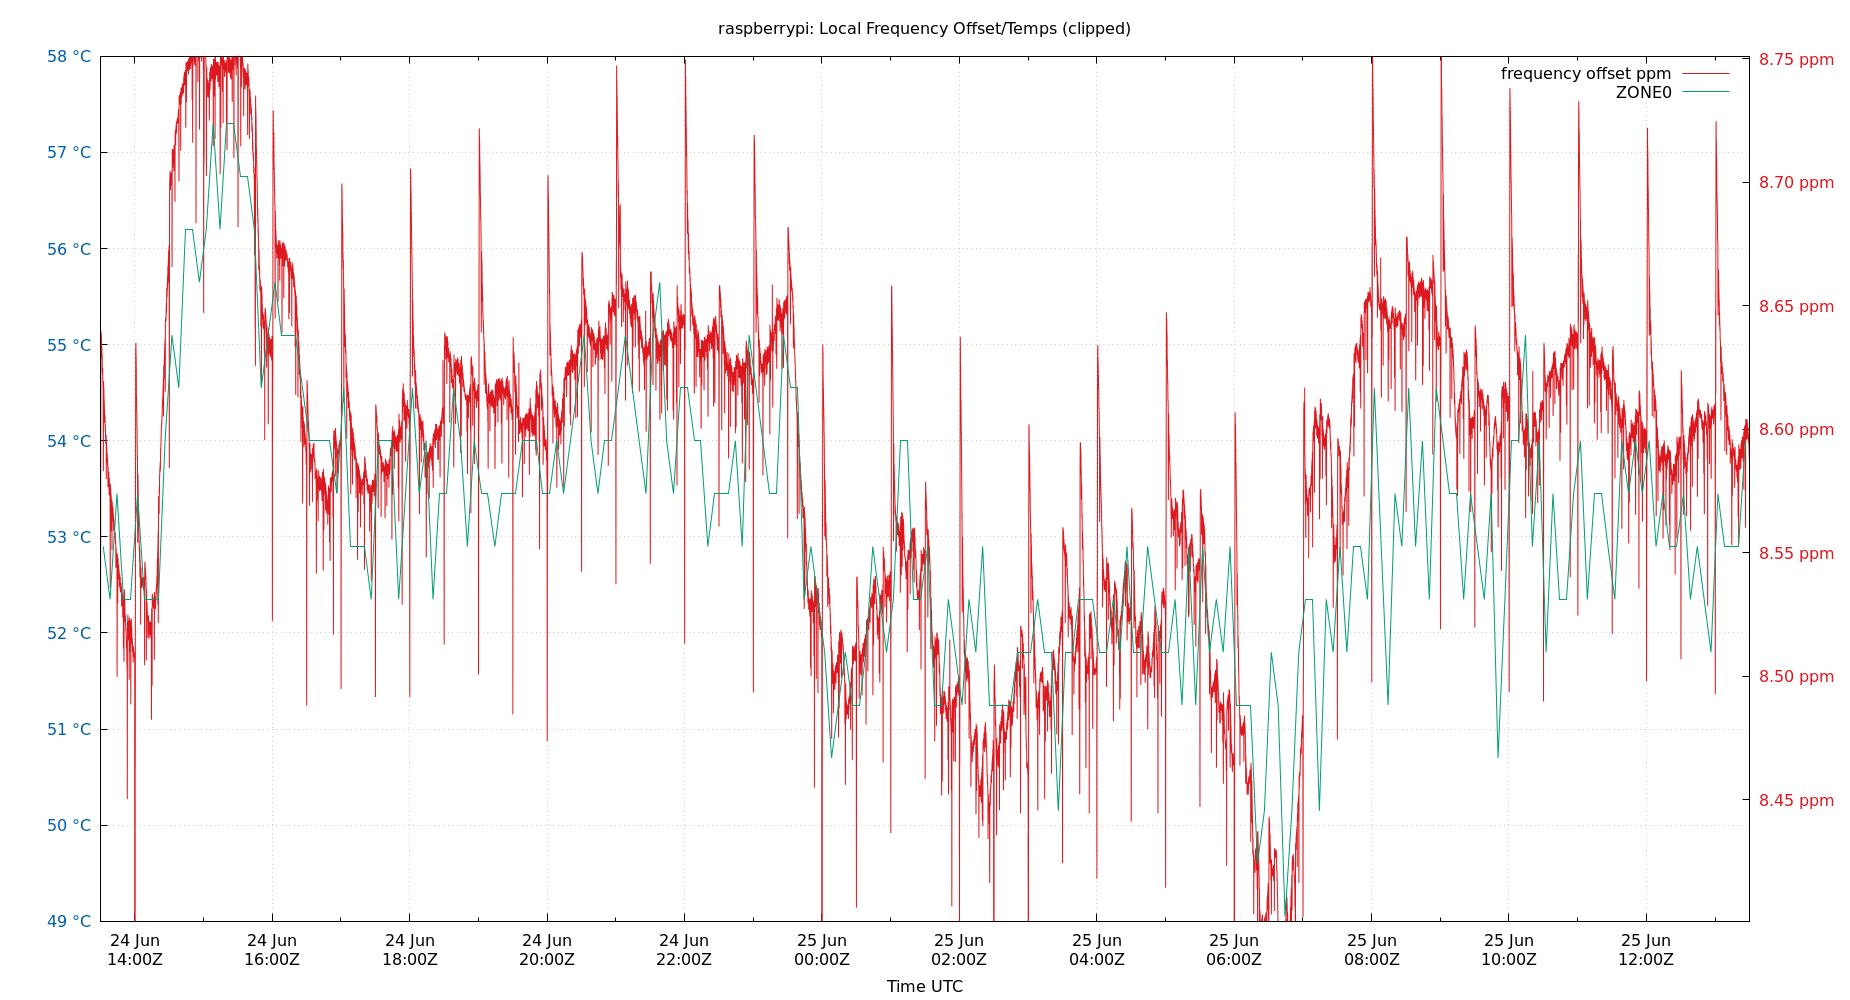 raspberrypi: Local Frequency Offset/Temps (clipped)
58 °C
57 °C
56 °C
55 °C
54 °C
53 °C
52 °C
51 °C
50 °C
49 °C
8.75 ppm
8.70 ppm
8.65 ppm
8.60 ppm
8.55 ppm
8.50 ppm
8.45 ppm
frequency offset ppm
ZONE0
24 Jun
14:00Z
24 Jun
16:00Z
24 Jun
18:00Z
24 Jun
20:00Z
24 Jun
22:00Z
25 Jun
00:00Z
25 Jun
02:00Z
25 Jun
04:00Z
25 Jun
06:00Z
25 Jun
08:00Z
25 Jun
10:00Z
25 Jun
12:00Z
Time UTC